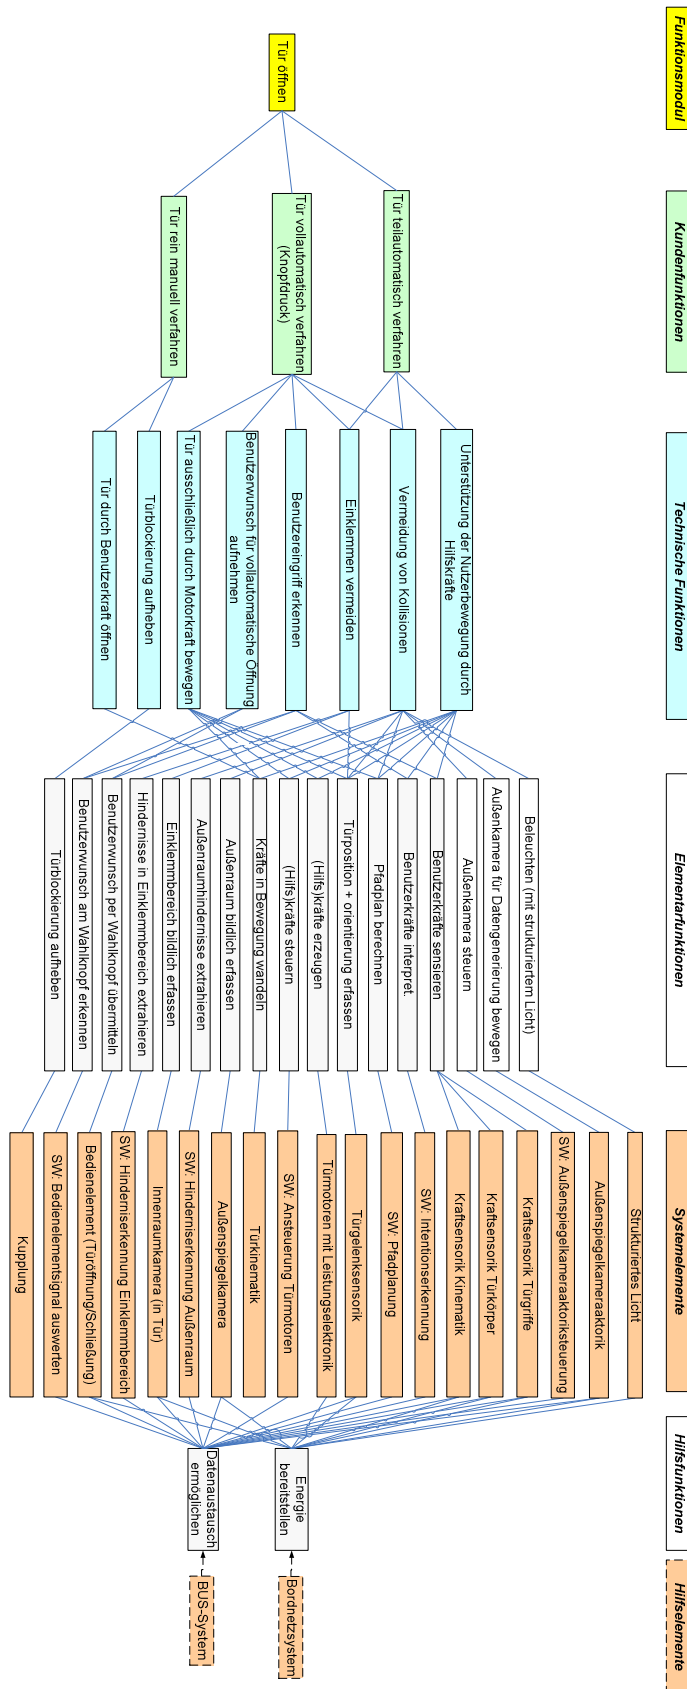 Funktionsmodul
Kundenfunktionen
Technische Funktionen
Elementarfunktionen
Systemelemente
Hilfsfunktionen
Hilfselemente
Tür öffnen
Tür teilautomatisch verfahren
Tür vollautomatisch verfahren
(Knopfdruck)
Tür rein manuell verfahren
Unterstützung der Nutzerbewegung durch
Hilfskräfte
Vermeidung von Kollisionen
Einklemmen vermeiden
Benutzereingriff erkennen
Benutzerwunsch für vollautomatische Öffnung
aufnehmen
Tür ausschließlich durch Motorkraft bewegen
Türblockierung aufheben
Tür durch Benutzerkraft öffnen
Beleuchten (mit strukturiertem Licht)
Außenkamera für Datengenerierung bewegen
Außenkamera steuern
Benutzerkräfte sensieren
Benutzerkräfte interpret.
Pfadplan berechnen
Türposition + orientierung erfassen
(Hilfs)kräfte erzeugen
(Hilfs)kräfte steuern
Kräfte in Bewegung wandeln
Außenraum bildlich erfassen
Außenraumhindernisse extrahieren
Einklemmbereich bildlich erfassen
Hindernisse in Einklemmbereich extrahieren
Benutzerwunsch per Wahlknopf übermitteln
Benutzerwunsch am Wahlknopf erkennen
Türblockierung aufheben
Strukturiertes Licht
Außenspiegelkameraaktorik
SW: Außenspiegelkameraaktoriksteuerung
Kraftsensorik Türgriffe
Kraftsensorik Türkörper
Kraftsensorik Kinematik
SW: Intentionserkennung
SW: Pfadplanung
Türgelenksensorik
Türmotoren mit Leistungselektronik
SW: Ansteuerung Türmotoren
Türkinematik
Außenspiegelkamera
SW: Hinderniserkennung Außenraum
Innenraumkamera (in Tür)
SW: Hinderniserkennung Einklemmbereich
Bedienelement (Türöffnung/Schließung)
SW: Bedienelementsignal auswerten
Kupplung
Energie
bereitstellen
Datenaustausch
ermöglichen
Bordnetzsystem
BUS-System